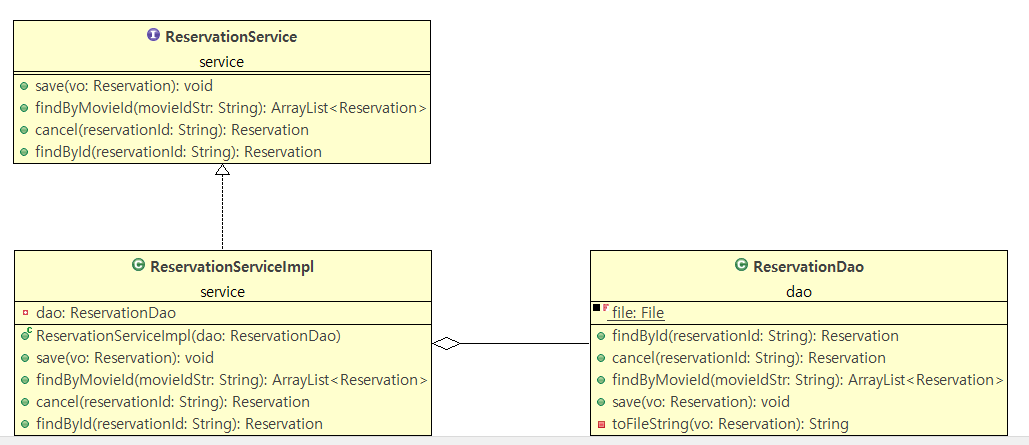 ReservationService
service
save(vo: Reservation): void
findByMovieId(movieIdStr: String): ArrayList<Reservation>
cancel(reservationId: String): Reservation
findById(reservationId: String): Reservation
ReservationServiceImpl
service
dao: ReservationDao
ReservationServiceImpl(dao: ReservationDao)
save(vo: Reservation): void
findByMovieId(movieIdStr: String): ArrayList<Reservation>
cancel(reservationId: String): Reservation
findById(reservationId: String): Reservation
ReservationDao
dao
file: File
findById(reservationId: String): Reservation
cancel(reservationId: String): Reservation
findByMovieId(movieIdStr: String): ArrayList<Reservation>
save(vo: Reservation): void
toFileString(vo: Reservation): String